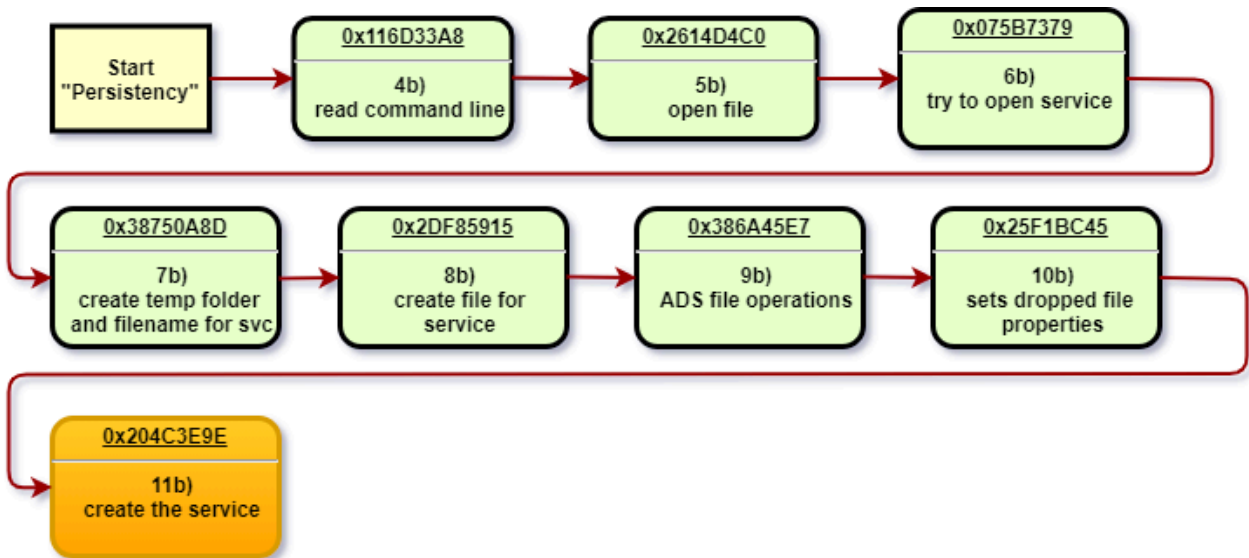 Start
"Persistency"
0x116D33A8
4b)
read command line
0x2614D4C0
5b)
open file
0x075B7379
6b)
try to open service
0x38750A8D
7b)
create temp folder
and filename for svc
0x2DF85915
8b)
create file for
service
0x386A45E7
9b)
ADS file operations
0x25F1BC45
10b)
sets dropped file
properties
0x204C3E9E
11b)
create the service